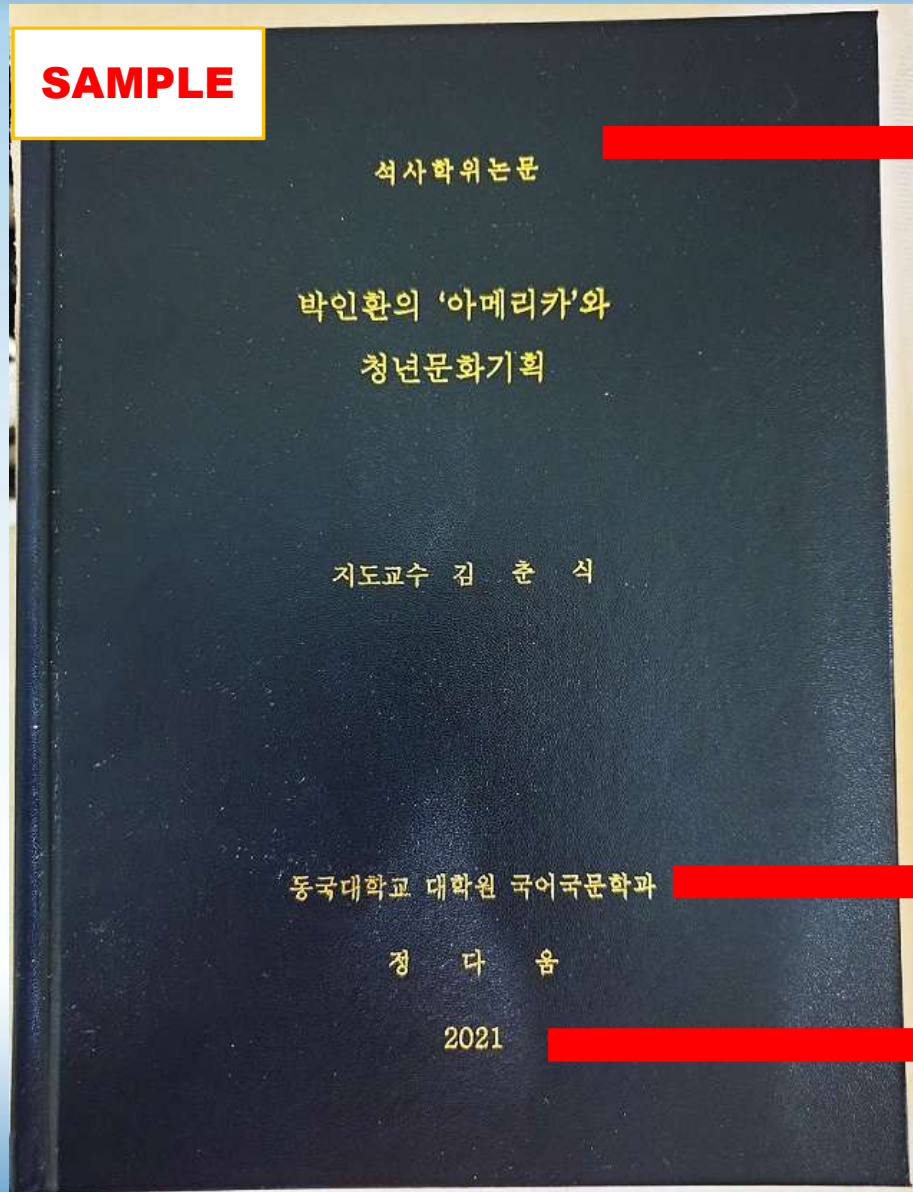 SAMPLE
석사학위논문
박인환의 ‘아메리카’와
청년문화기획
지도교수 김 춘 식
동국대학교 대학원 국어국문학과
정 다 움
2021